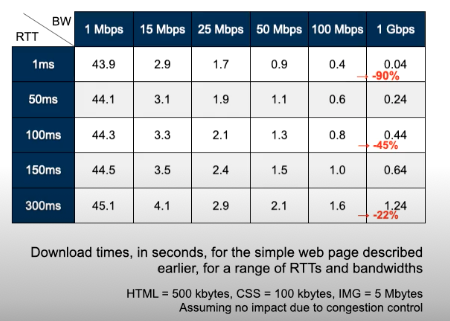 BW
RTT
1 Mbps 15 Mbps 25 Mbps 50 Mbps 100 Mbps 1 Gbps
1ms 43.9 2.9 1.7 0.9 0.4 0.04
→ -90%
50ms 44.1 3.1 1.9 1.1 0.6 0.24
100ms 44.3 3.3 2.1 1.3 0.8 0.44
→ -45%
150ms 44.5 3.5 2.4 1.5 1.0 0.64
300ms 45.1 4.1 2.9 2.1 1.6 1.24
→ -22%
Download times, in seconds, for the simple web page described
earlier, for a range of RTTs and bandwidths
HTML = 500 kbytes, CSS = 100 kbytes, IMG = 5 Mbytes
Assuming no impact due to congestion control